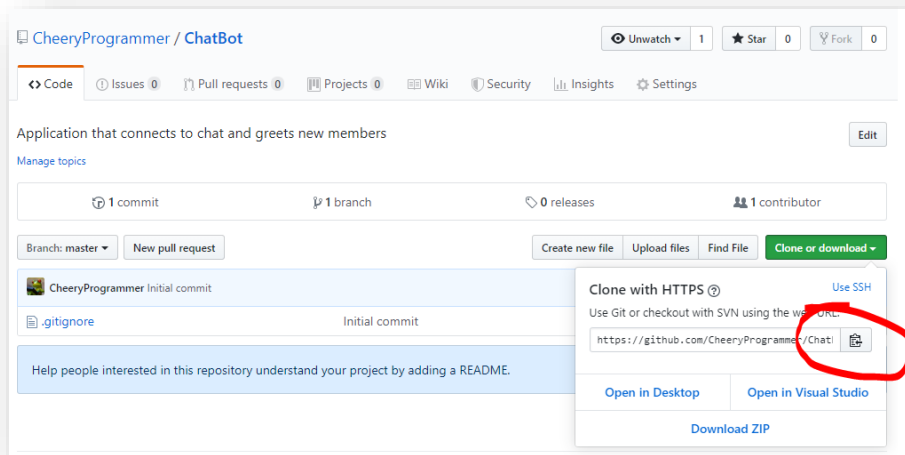 CheeryProgrammer / ChatBot
Unwatch 1 Star 0 Fork 0
Code Issues 0 Pull requests 0 Projects 0 Wiki Security Insights Settings
Application that connects to chat and greets new members
Edit
Manage topics
1 commit 1 branch 0 releases 1 contributor
Branch: master New pull request Create new file Upload files Find File Clone or download
CheeryProgrammer Initial commit
.gitignore Initial commit
Help people interested in this repository understand your project by adding a README.
Clone with HTTPS Use SSH
Use Git or checkout with SVN using the web URL.
https://github.com/CheeryProgrammer/Chat
Open in Desktop Open in Visual Studio
Download ZIP